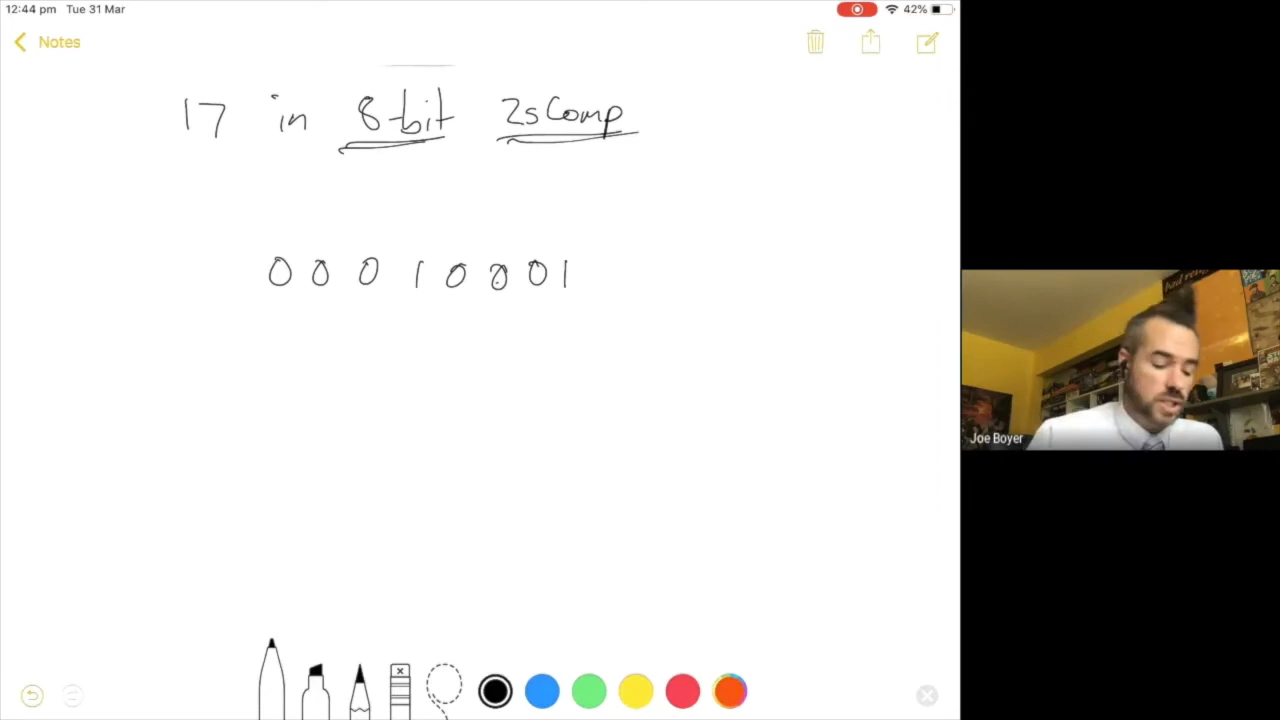 12:44 pm Tue 31 Mar
42%
Notes
17 in 8-bit 2sComp
0 0 0 1 0 0 0 1
Joe Boyer